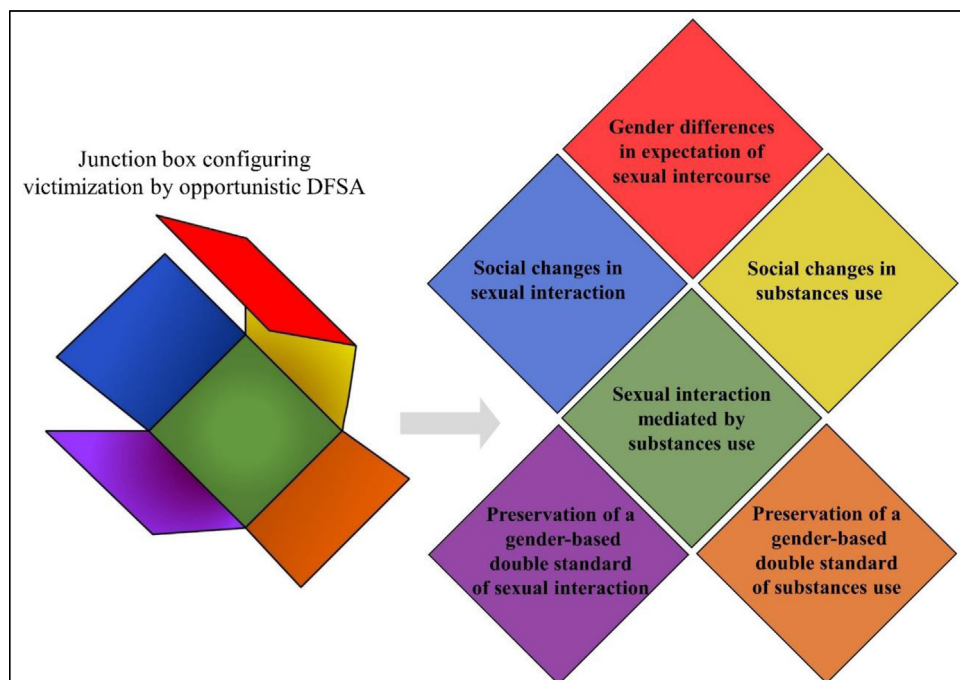 Junction box configuring
victimization by opportunistic DFSA
Gender differences
in expectation of
sexual intercourse
Social changes in
sexual interaction
Social changes in
substances use
Sexual interaction
mediated by
substances use
Preservation of a
gender-based
double standard
of sexual interaction
Preservation of a
gender-based
double standard
of substances use